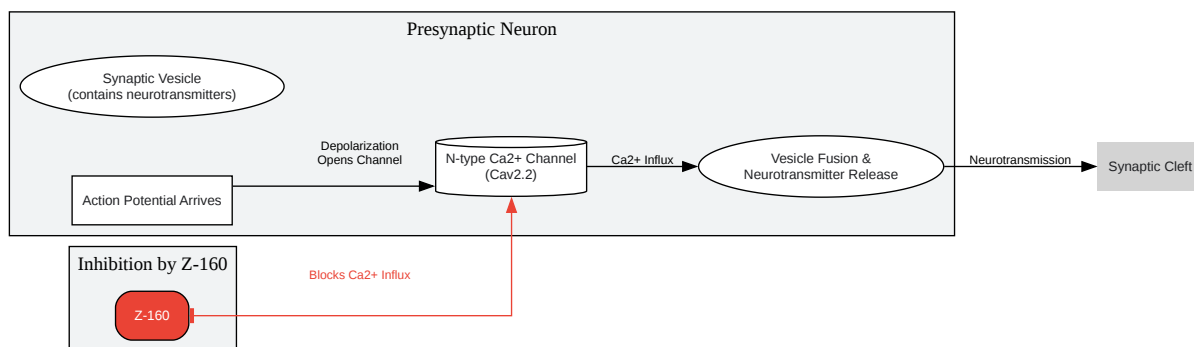 Presynaptic Neuron
Synaptic Vesicle
(contains neurotransmitters)
Depolarization
Opens Channel
N-type Ca2+ Channel
(Cav2.2)
Ca2+ Influx
Vesicle Fusion &
Neurotransmitter Release
Neurotransmission
Synaptic Cleft
Action Potential Arrives
Inhibition by Z-160
Blocks Ca2+ Influx
Z-160